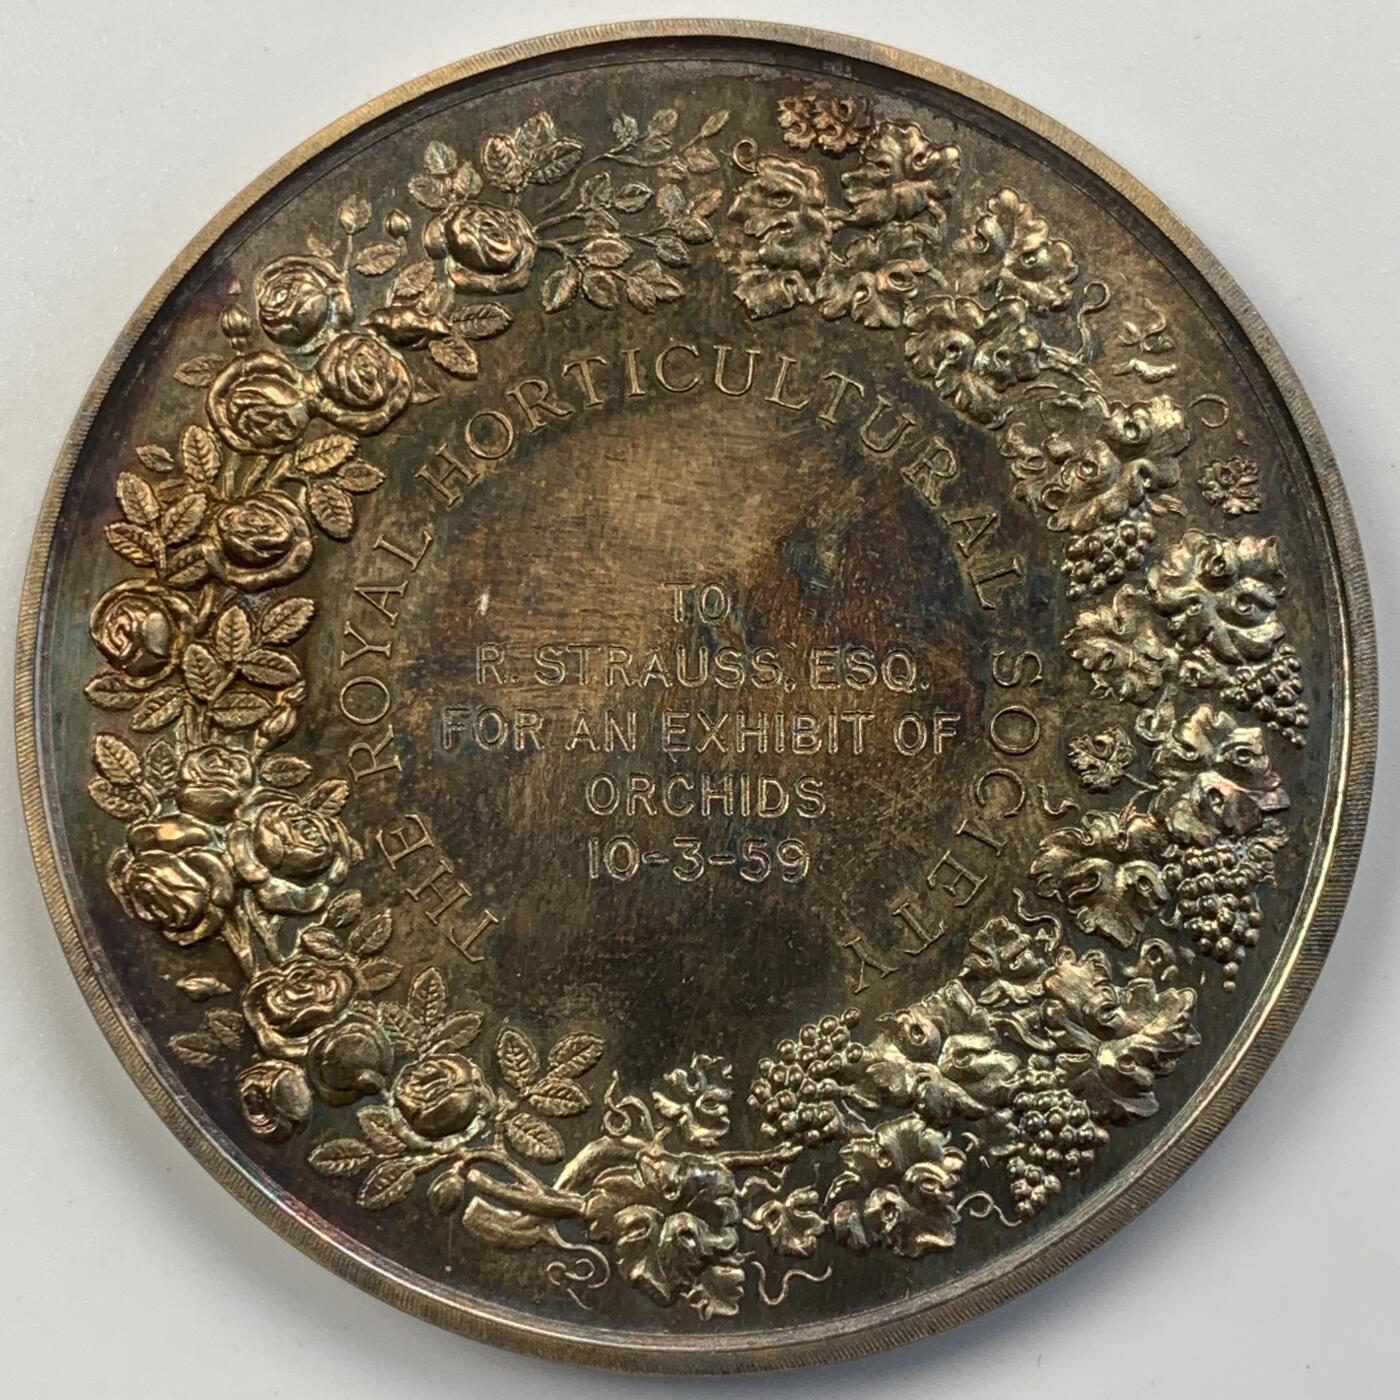 THE ROYAL HORTICULTURAL SOCIETY
TO
R. STRAUSS, ESQ.
FOR AN EXHIBIT OF
ORCHIDS
10-3-59